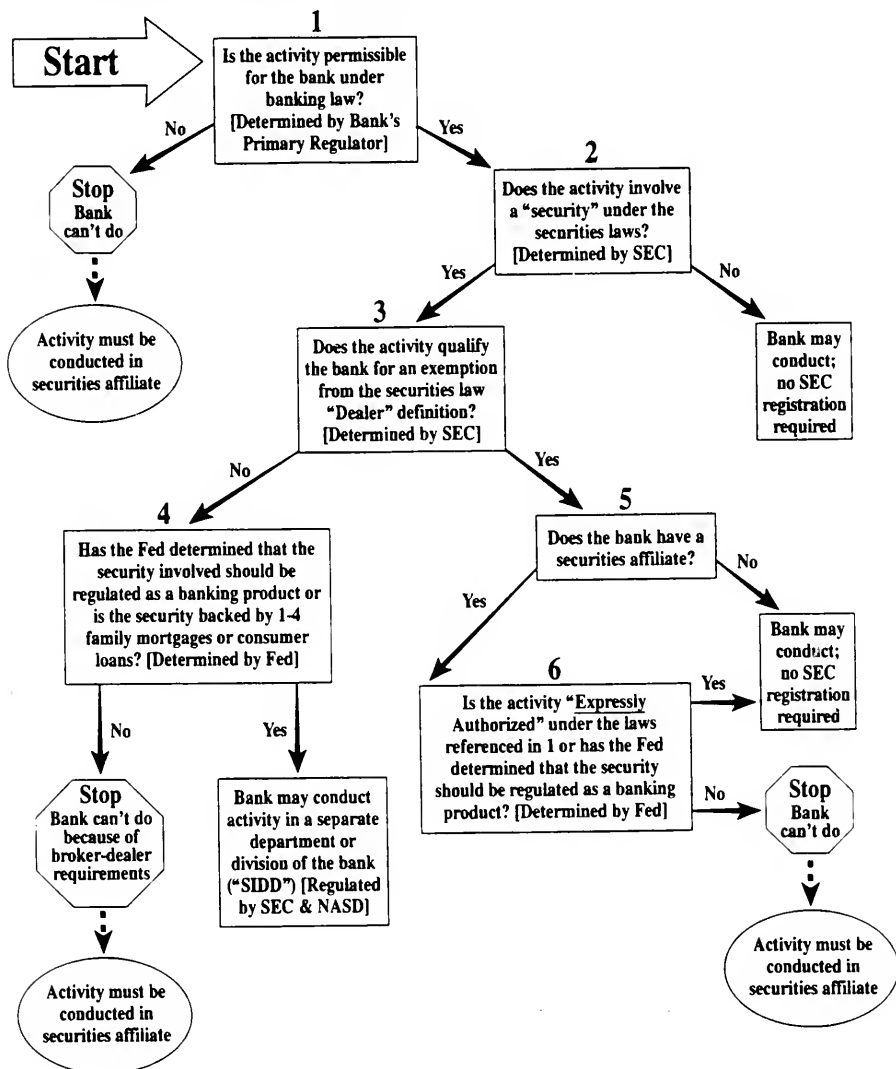 Start
1
Is the activity permissible
for the bank under
banking law?
[Determined by Bank's
Primary Regulator]
No
Yes
Stop
Bank
can't do
Activity must be
conducted in
securities affiliate
2
Does the activity involve
a "security" under the
secnrities laws?
[Determined by SEC]
Yes
No
Bank may
conduct;
no SEC
registration
required
3
Does the activity qualify
the bank for an exemption
from the securities law
"Dealer" definition?
[Determined by SEC]
No
Yes
4
Has the Fed determined that the
security involved should be
regulated as a banking product or
is the security backed by 1-4
family mortgages or consumer
loans? [Determined by Fed]
No
Yes
Stop
Bank can't do
because of
broker-dealer
requirements
Activity must be
conducted in
securities affiliate
Bank may conduct
activity in a separate
department or
division of the bank
("SIDD") [Regulated
by SEC & NASD]
5
Does the bank have a
securities affiliate?
Yes
No
Bank may
conduct;
no SEC
registration
required
6
Is the activity "Expressly
Authorized" under the laws
referenced in 1 or has the Fed
determined that the security
should be regulated as a banking
product? [Determined by Fed]
Yes
No
Stop
Bank
can't do
Activity must be
conducted in
securities affiliate